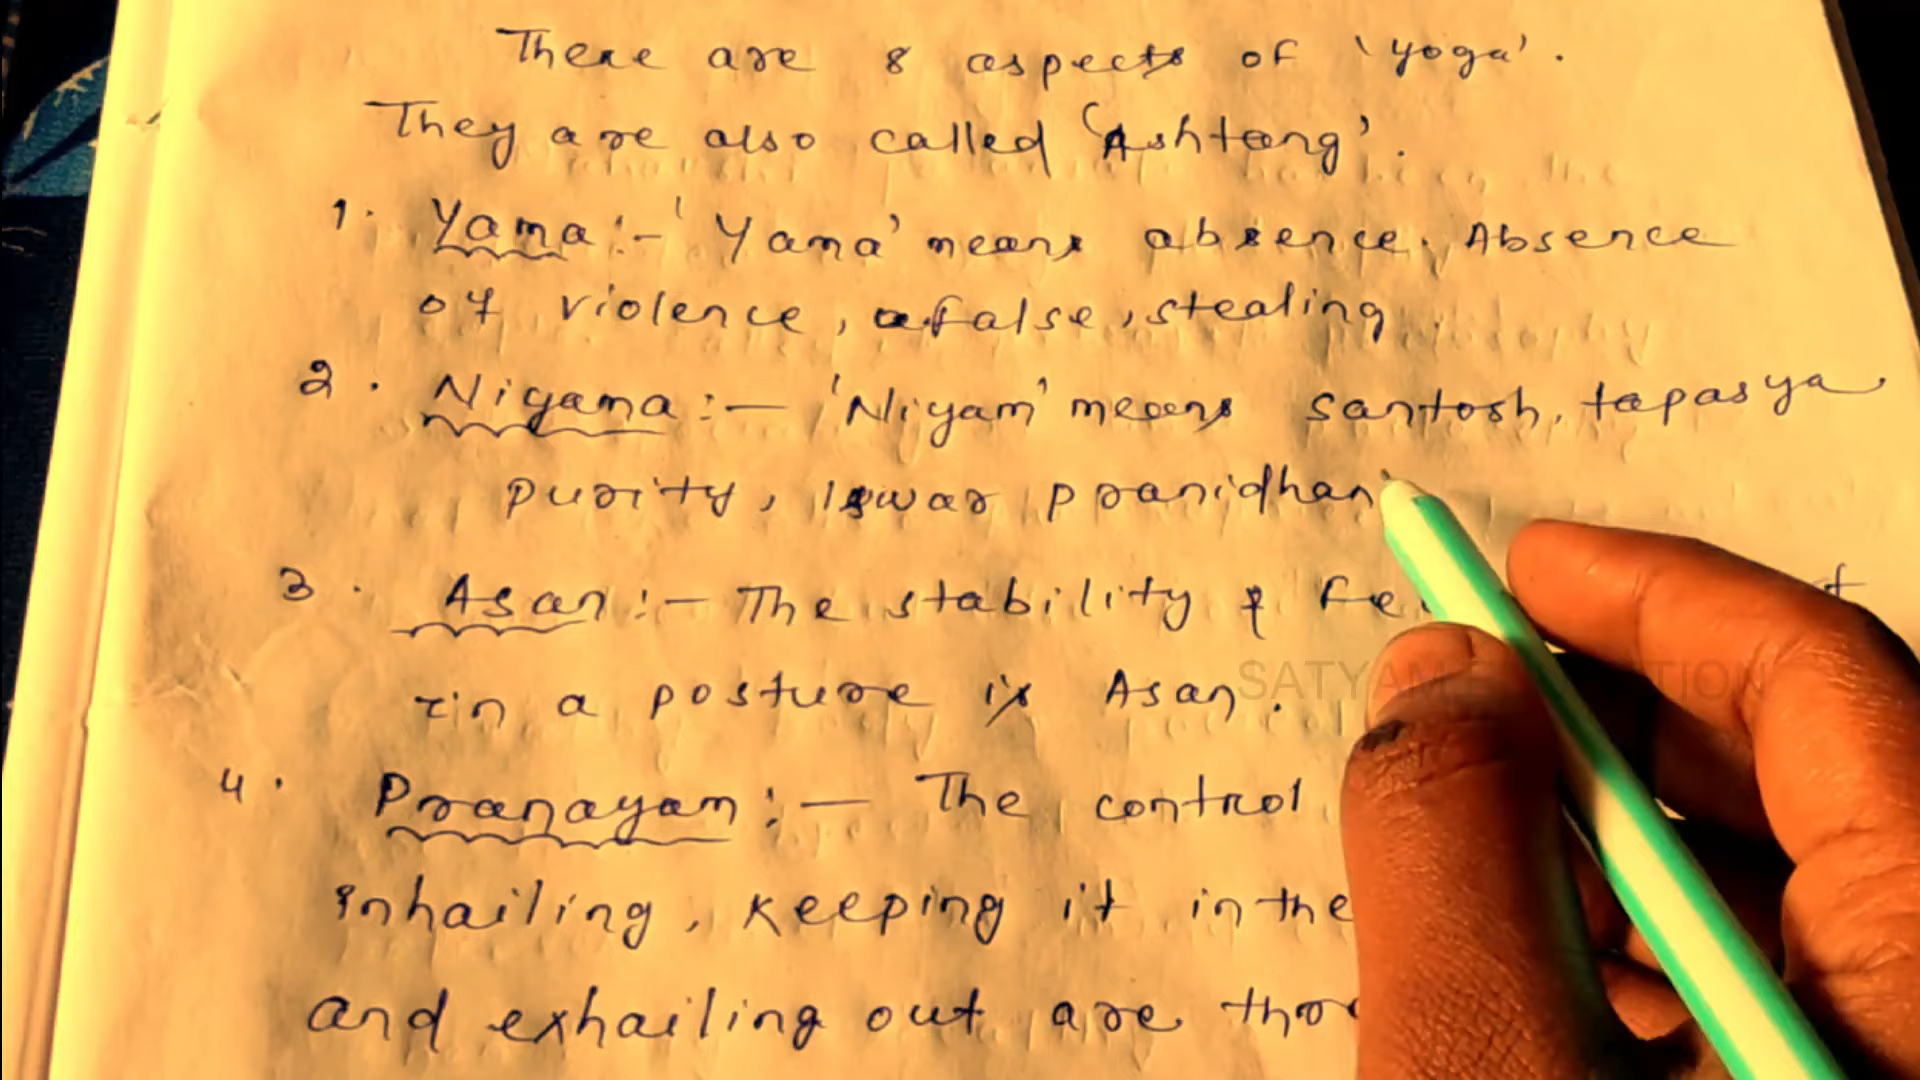 There are 8 aspects of 'yoga'.
They are also called 'Ashtang'.
1. Yama :- 'Yama' means absence. Absence
of violence, false, stealing
2. Niyama :- 'Niyam' means santosh, tapasya
purity, Iswar pranidhan
3. Asan :- The stability &
in a posture is Asan.
SATYAM
4. Pranayam :- The control
inhailing, keeping it in the
and exhailing out are